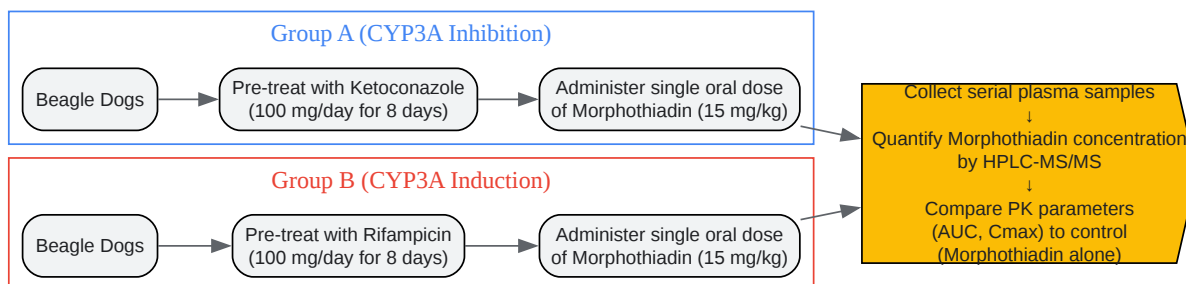 Group A (CYP3A Inhibition)
Beagle Dogs
Pre-treat with Ketoconazole
(100 mg/day for 8 days)
Administer single oral dose
of Morphothiadin (15 mg/kg)
Group B (CYP3A Induction)
Beagle Dogs
Pre-treat with Rifampicin
(100 mg/day for 8 days)
Administer single oral dose
of Morphothiadin (15 mg/kg)
Collect serial plasma samples
↓
Quantify Morphothiadin concentration
by HPLC-MS/MS
↓
Compare PK parameters
(AUC, Cmax) to control
(Morphothiadin alone)